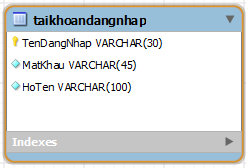 taikhoandangnhap
TenDangNhap VARCHAR(30)
MatKhau VARCHAR(45)
HoTen VARCHAR(100)
Indexes